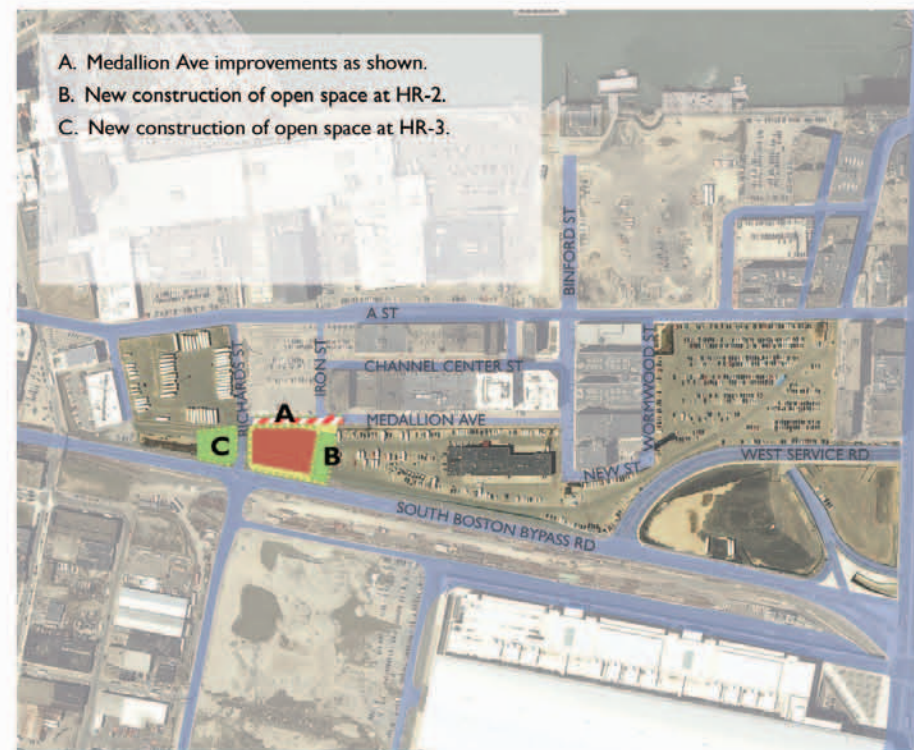 A. Medallion Ave improvements as shown.
B. New construction of open space at HR-2.
C. New construction of open space at HR-3.
BINFORD ST
A ST
RICHARDS ST
IRON ST
CHANNEL CENTER ST
WORMWOOD ST
A
MEDALLION AVE
C
B
WEST SERVICE RD
NEW ST
SOUTH BOSTON BYPASS RD